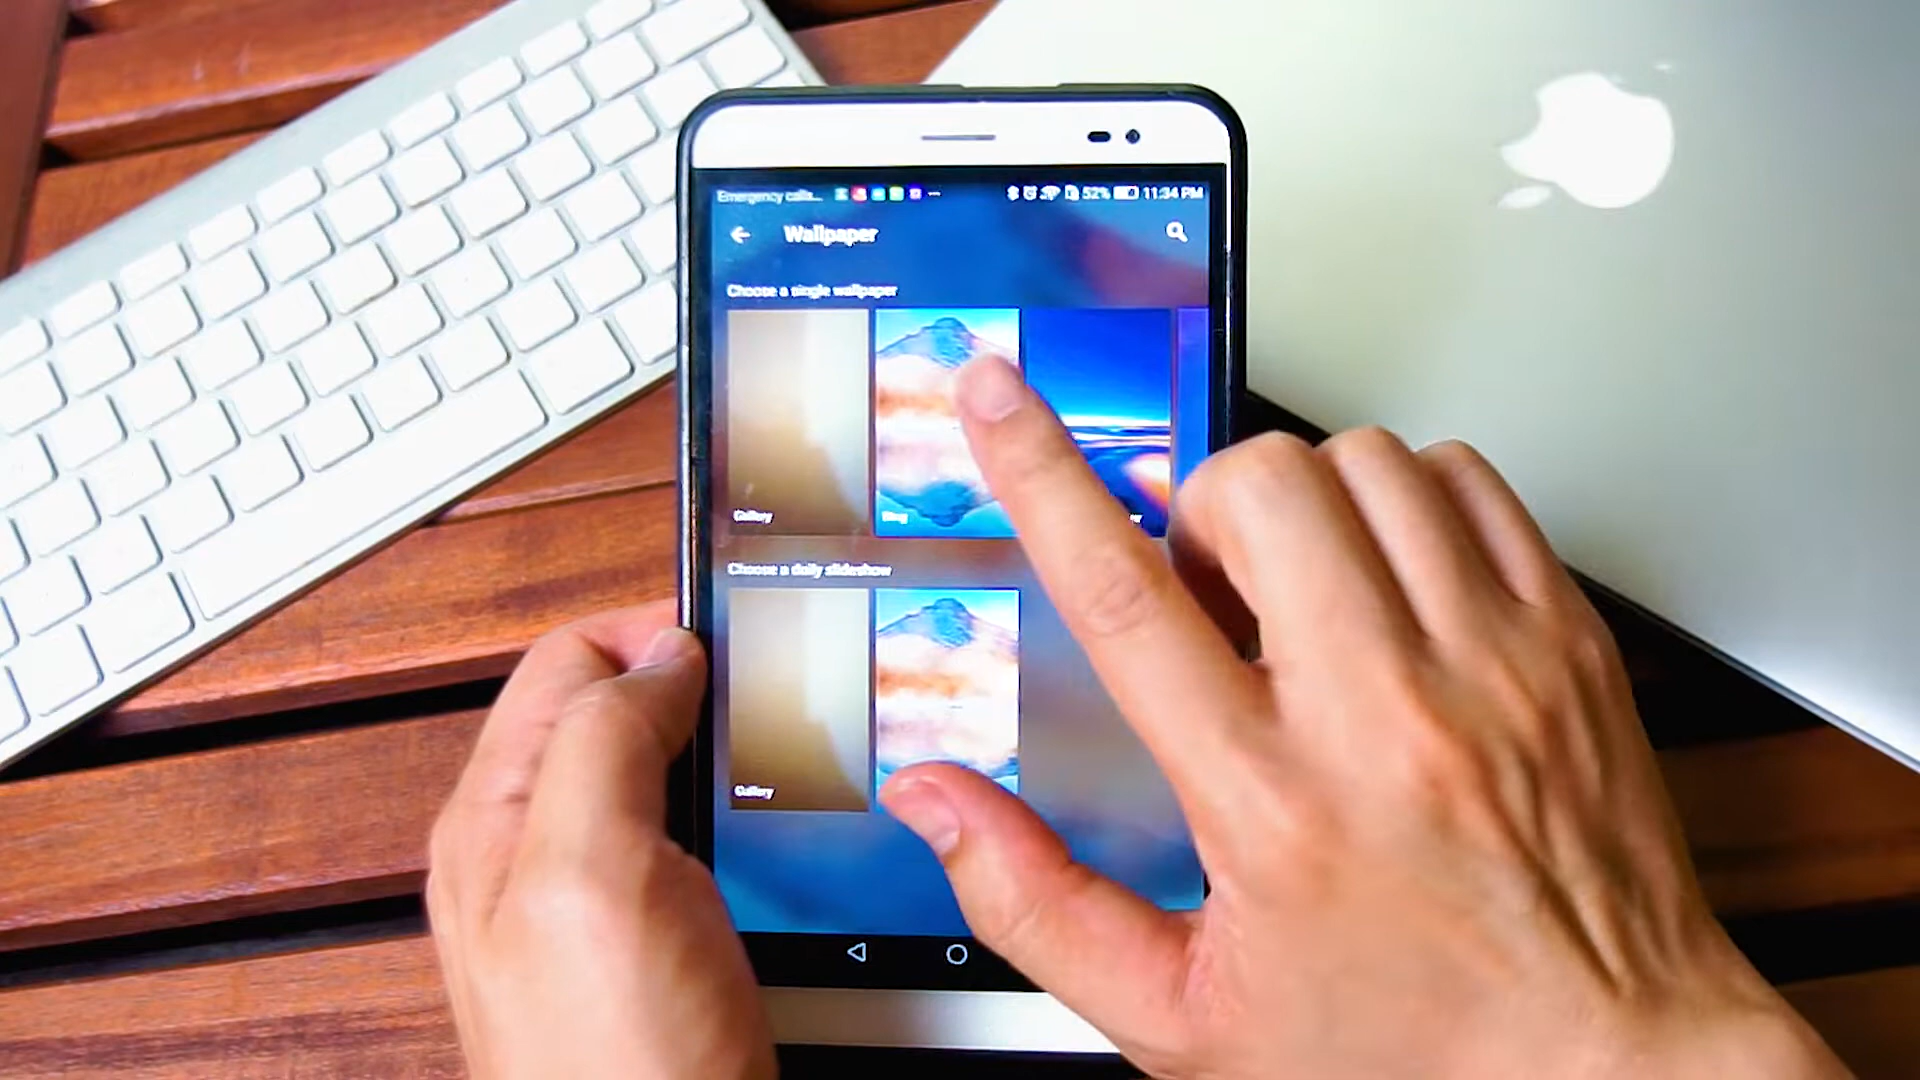 Emergency calls... 52% 11:34 PM
Wallpaper
Choose a single wallpaper
Gallery Bing
Choose a daily slideshow
Gallery